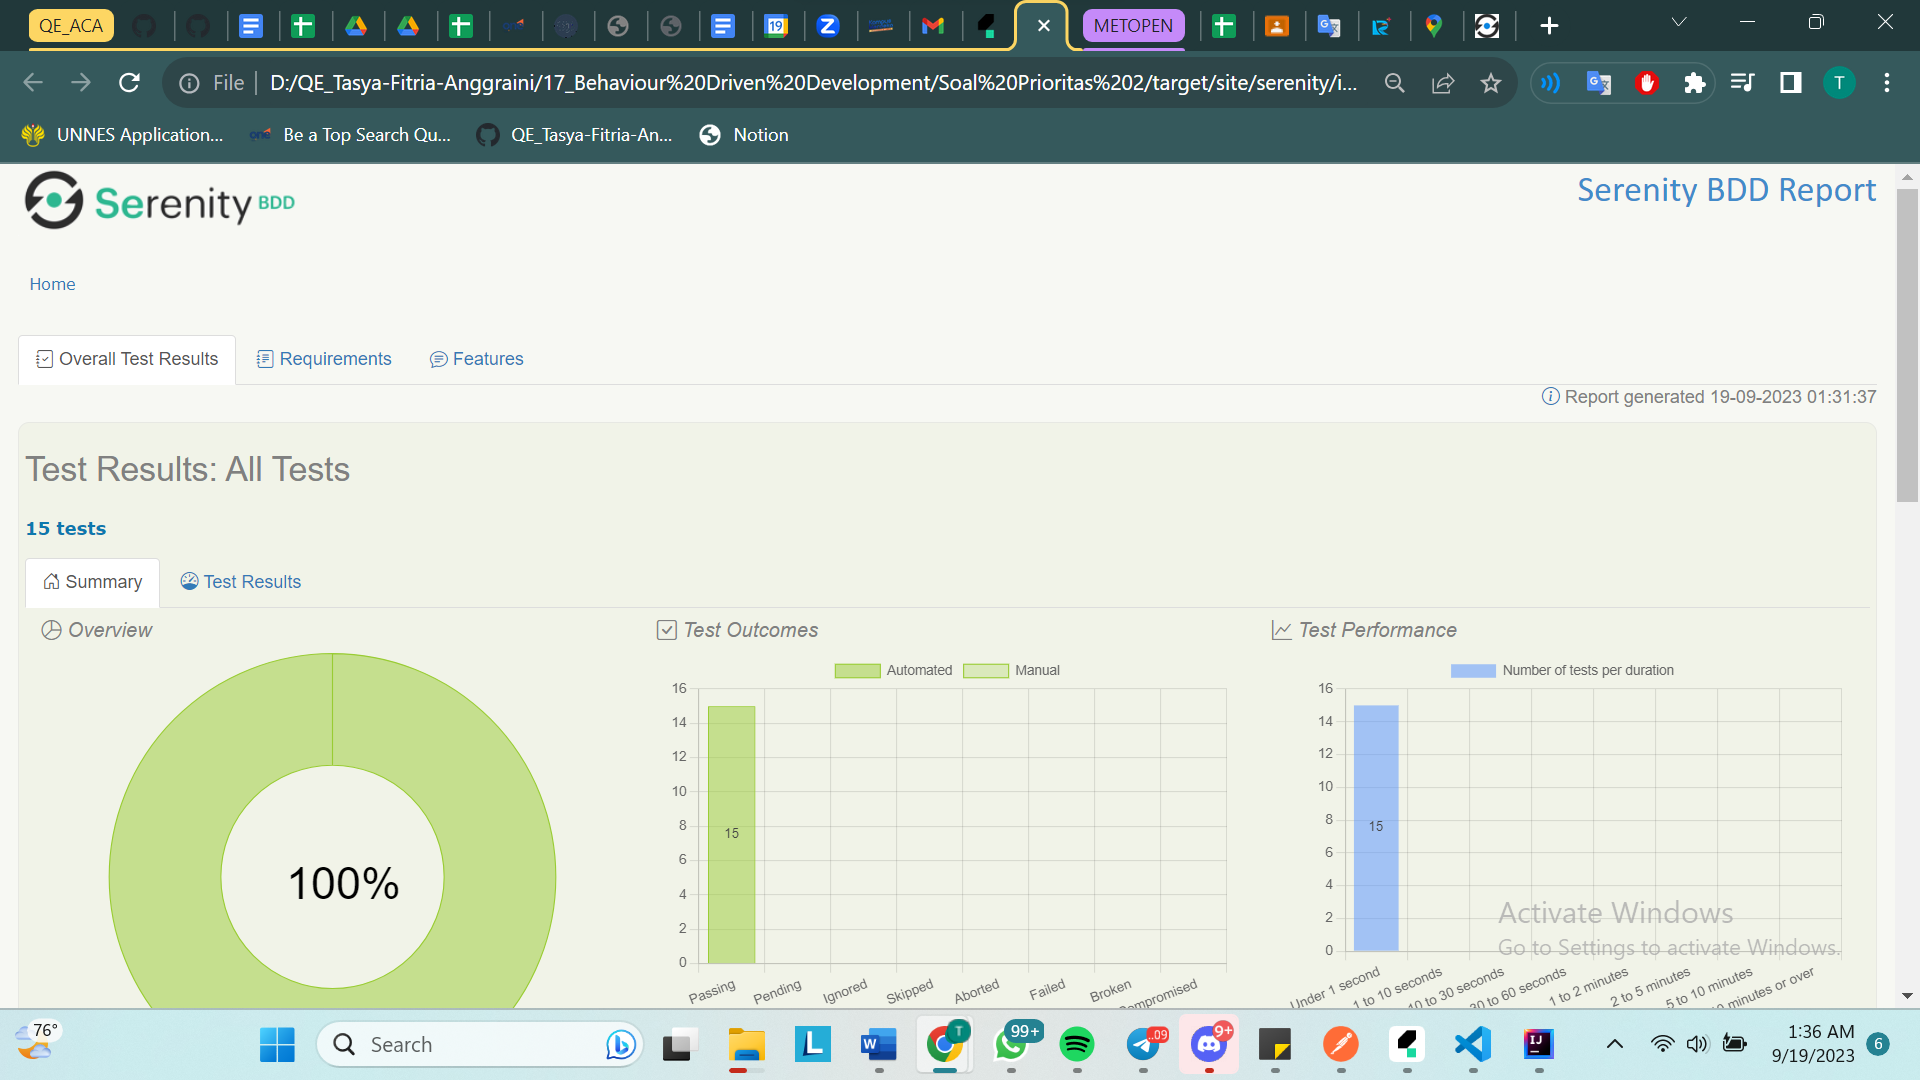 QE_ACA
19
METOPEN
File
D:/QE_Tasya-Fitria-Anggraini/17_Behaviour%20Driven%20Development/Soal%20Prioritas%202/target/site/serenity/i...
T
UNNES Application...
one Be a Top Search Qu...
QE_Tasya-Fitria-An...
Notion
Serenity BDD
Serenity BDD Report
Home
Overall Test Results
Requirements
Features
Report generated 19-09-2023 01:31:37
Test Results: All Tests
15 tests
Summary
Test Results
Overview
100%
Test Outcomes
Automated
Manual
16
14
12
10
8
6
4
2
0
15
Passing
Pending
Ignored
Skipped
Aborted
Failed
Broken
ompromised
Test Performance
Number of tests per duration
16
14
12
10
8
6
4
2
0
15
Under 1 second
1 to 10 seconds
10 to 30 seconds
30 to 60 seconds
1 to 2 minutes
2 to 5 minutes
5 to 10 minutes
minutes or over
Activate Windows
Go to Settings to activate Windows.
76°
Search
L
W
T
99+
..09
9+
IJ
1:36 AM
9/19/2023
6